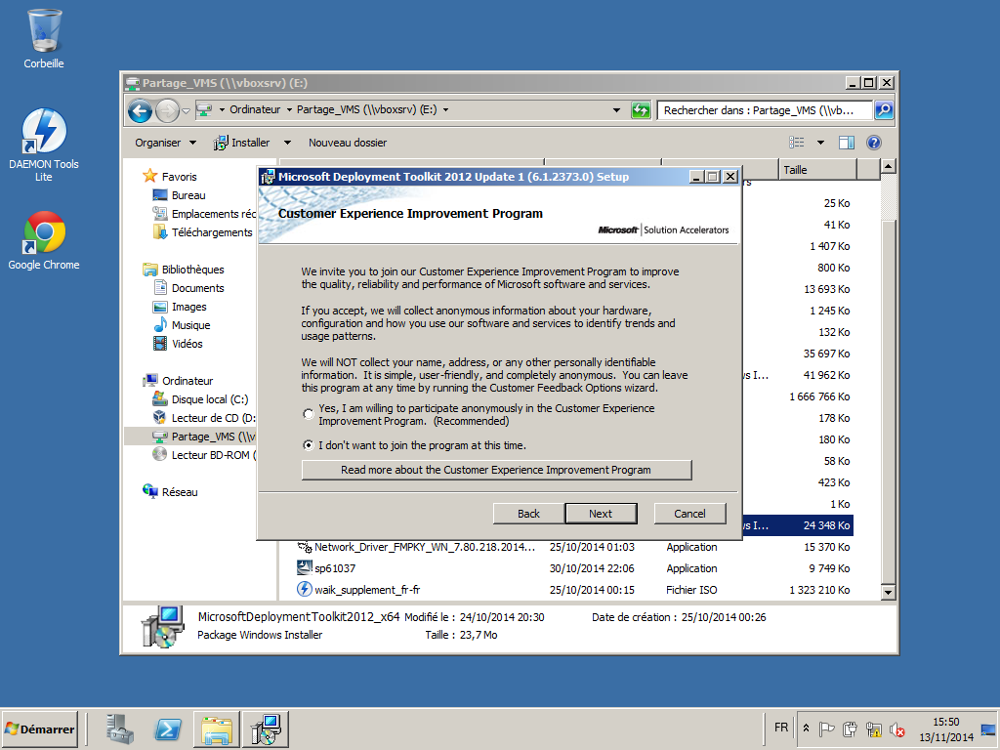 Corbeille
DAEMON Tools
Lite
Google Chrome
Partage_VMS (\\vboxsrv) (E:)
Ordinateur
Partage_VMS (\\vboxsrv) (E:)
Rechercher dans : Partage_VMS (\\vb...
Organiser
Installer
Nouveau dossier
Taille
Favoris
Bureau
Emplacements réc
Téléchargements
Bibliothèques
Documents
Images
Musique
Vidéos
Ordinateur
Disque local (C:)
Lecteur de CD (D:
Partage_VMS (\\v
Lecteur BD-ROM (
Réseau
25 Ko
41 Ko
1 407 Ko
800 Ko
13 693 Ko
1 245 Ko
132 Ko
35 697 Ko
s I... 41 962 Ko
1 666 766 Ko
178 Ko
180 Ko
58 Ko
423 Ko
1 Ko
s I... 24 348 Ko
Network_Driver_FMPKY_WN_7.80.218.2014... 25/10/2014 01:03 Application 15 370 Ko
sp61037 30/10/2014 22:06 Application 9 749 Ko
waik_supplement_fr-fr 25/10/2014 00:15 Fichier ISO 1 323 210 Ko
Microsoft Deployment Toolkit 2012 Update 1 (6.1.2373.0) Setup
Customer Experience Improvement Program
Microsoft Solution Accelerators
We invite you to join our Customer Experience Improvement Program to improve
the quality, reliability and performance of Microsoft software and services.
If you accept, we will collect anonymous information about your hardware,
configuration and how you use our software and services to identify trends and
usage patterns.
We will NOT collect your name, address, or any other personally identifiable
information. It is simple, user-friendly, and completely anonymous. You can leave
this program at any time by running the Customer Feedback Options wizard.
Yes, I am willing to participate anonymously in the Customer Experience
Improvement Program. (Recommended)
I don't want to join the program at this time.
Read more about the Customer Experience Improvement Program
Back
Next
Cancel
MicrosoftDeploymentToolkit2012_x64 Modifié le : 24/10/2014 20:30 Date de création : 25/10/2014 00:26
Package Windows Installer Taille : 23,7 Mo
Démarrer
FR
15:50
13/11/2014